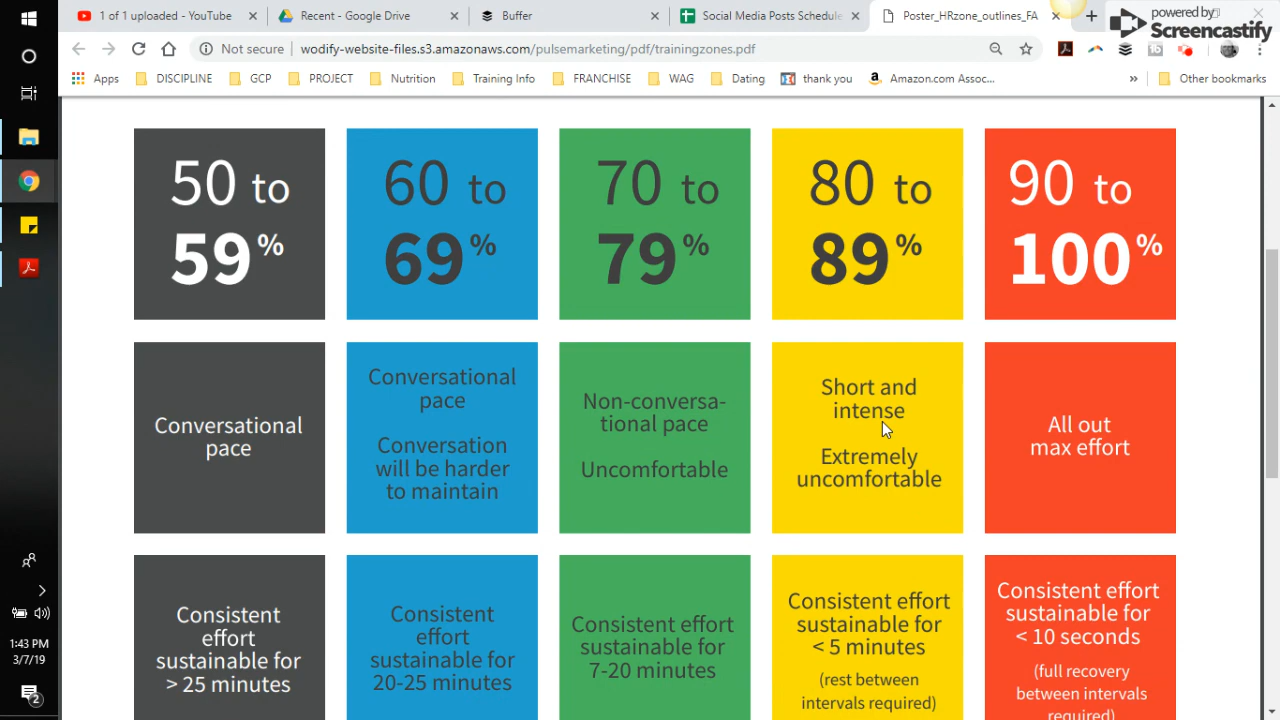 1 of 1 uploaded - YouTube
Recent - Google Drive
Buffer
Social Media Posts Schedule
Poster_HRzone_outlines_FA
powered by
Screencastify
Not secure
wodify-website-files.s3.amazonaws.com/pulsemarketing/pdf/trainingzones.pdf
Apps
DISCIPLINE
GCP
PROJECT
Nutrition
Training Info
FRANCHISE
WAG
Dating
thank you
Amazon.com Assoc...
»
Other bookmarks
50 to
59%
60 to
69%
70 to
79%
80 to
89%
90 to
100%
Conversational
pace
Conversational
pace
Conversation
will be harder
to maintain
Non-conversa-
tional pace
Uncomfortable
Short and
intense
Extremely
uncomfortable
All out
max effort
Consistent
effort
sustainable for
> 25 minutes
Consistent
effort
sustainable for
20-25 minutes
Consistent effort
sustainable for
7-20 minutes
Consistent effort
sustainable for
< 5 minutes
(rest between
intervals required)
Consistent effort
sustainable for
< 10 seconds
(full recovery
between intervals
required)
1:43 PM
3/7/19
2